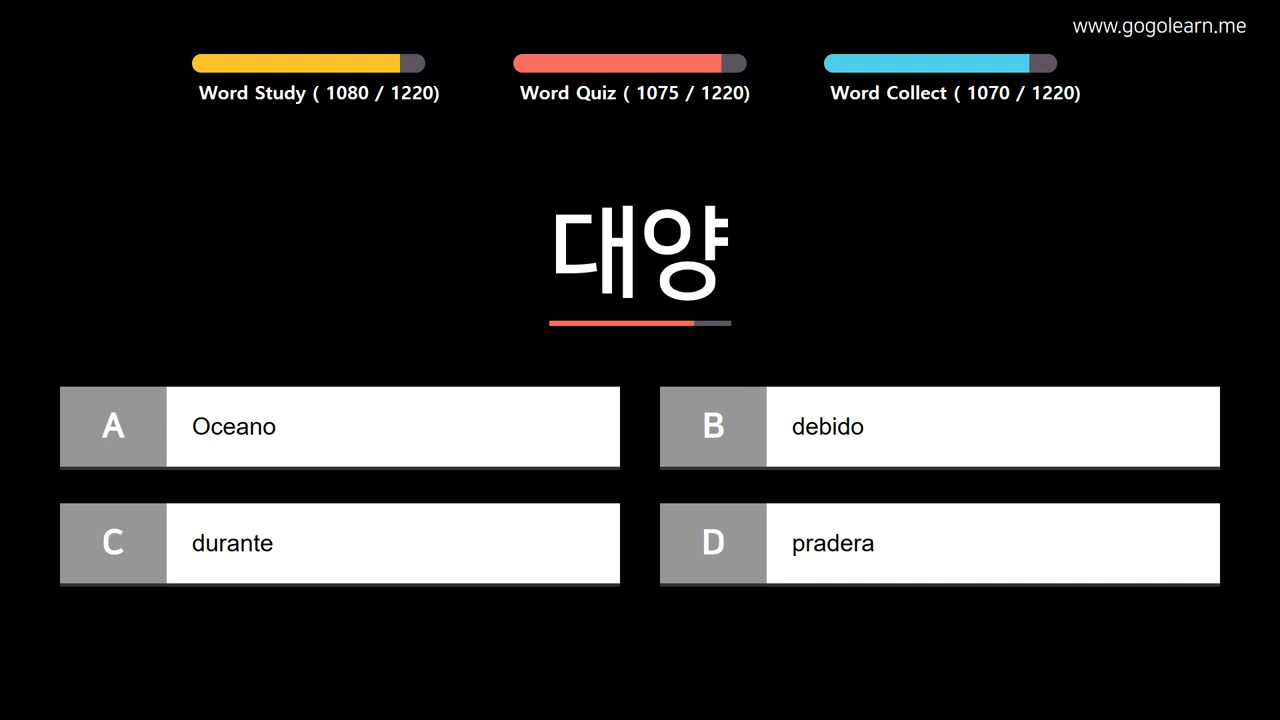 www.gogolearn.me
Word Study ( 1080 / 1220)
Word Quiz ( 1075 / 1220)
Word Collect ( 1070 / 1220)
대양
A Oceano
B debido
C durante
D pradera